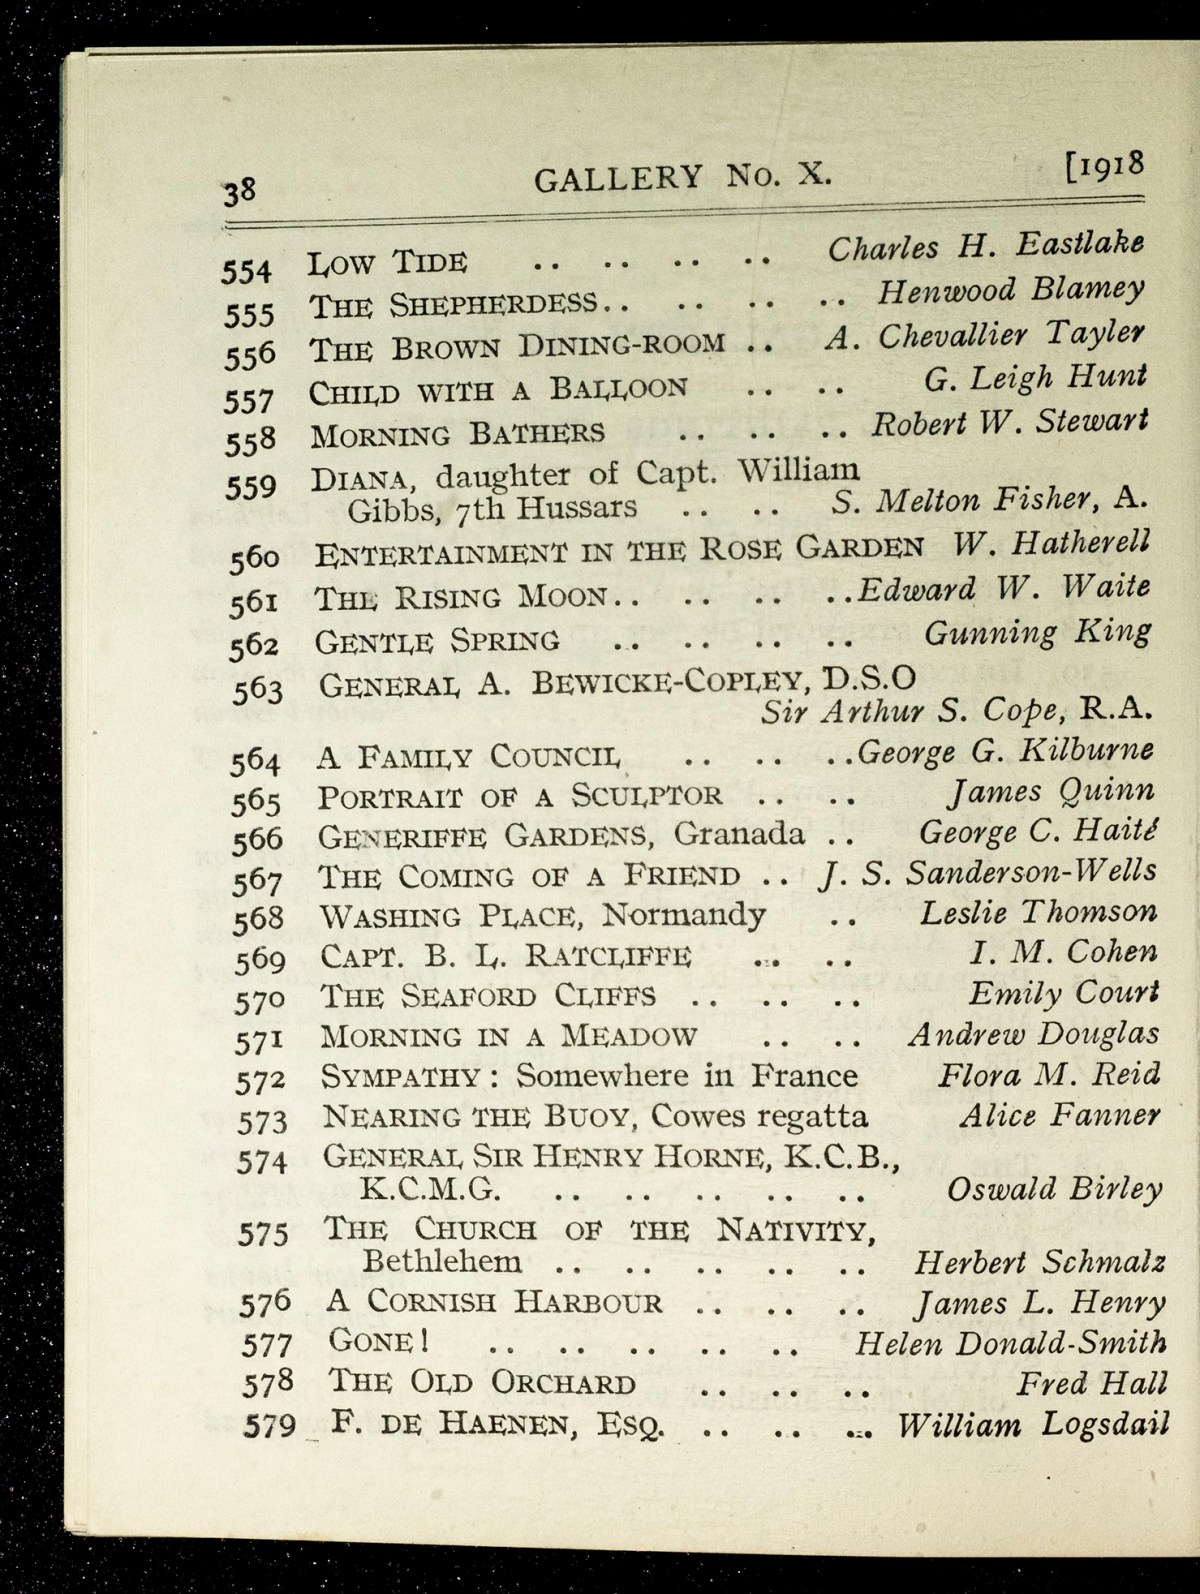 38 GALLERY No. X. [1918
554 LOW TIDE .. .. .. .. Charles H. Eastlake
555 THE SHEPHERDESS.. .. .. .. Henwood Blamey
556 THE BROWN DINING-ROOM .. A. Chevallier Tayler
557 CHILD WITH A BALLOON .. .. G. Leigh Hunt
558 MORNING BATHERS .. .. .. Robert W. Stewart
559 DIANA, daughter of Capt. William
Gibbs, 7th Hussars .. .. S. Melton Fisher, A.
560 ENTERTAINMENT IN THE ROSE GARDEN W. Hatherell
561 THE RISING MOON.. .. .. ..Edward W. Waite
562 GENTLE SPRING .. .. .. .. Gunning King
563 GENERAL A. BEWICKE-COPLEY, D.S.O
Sir Arthur S. Cope, R.A.
564 A FAMILY COUNCIL .. .. ..George G. Kilburne
565 PORTRAIT OF A SCULPTOR .. .. James Quinn
566 GENERIFFE GARDENS, Granada .. George C. Haité
567 THE COMING OF A FRIEND .. J. S. Sanderson-Wells
568 WASHING PLACE, Normandy .. Leslie Thomson
569 CAPT. B. L. RATCLIFFE .. .. I. M. Cohen
570 THE SEAFORD CLIFFS .. .. .. Emily Court
571 MORNING IN A MEADOW .. .. Andrew Douglas
572 SYMPATHY: Somewhere in France Flora M. Reid
573 NEARING THE BUOY, Cowes regatta Alice Fanner
574 GENERAL SIR HENRY HORNE, K.C.B.,
K.C.M.G. .. .. .. .. .. Oswald Birley
575 THE CHURCH OF THE NATIVITY,
Bethlehem .. .. .. .. .. Herbert Schmalz
576 A CORNISH HARBOUR .. .. .. James L. Henry
577 GONE! .. .. .. .. .. Helen Donald-Smith
578 THE OLD ORCHARD .. .. .. Fred Hall
579 F. DE HAENEN, ESQ. .. .. .. William Logsdail